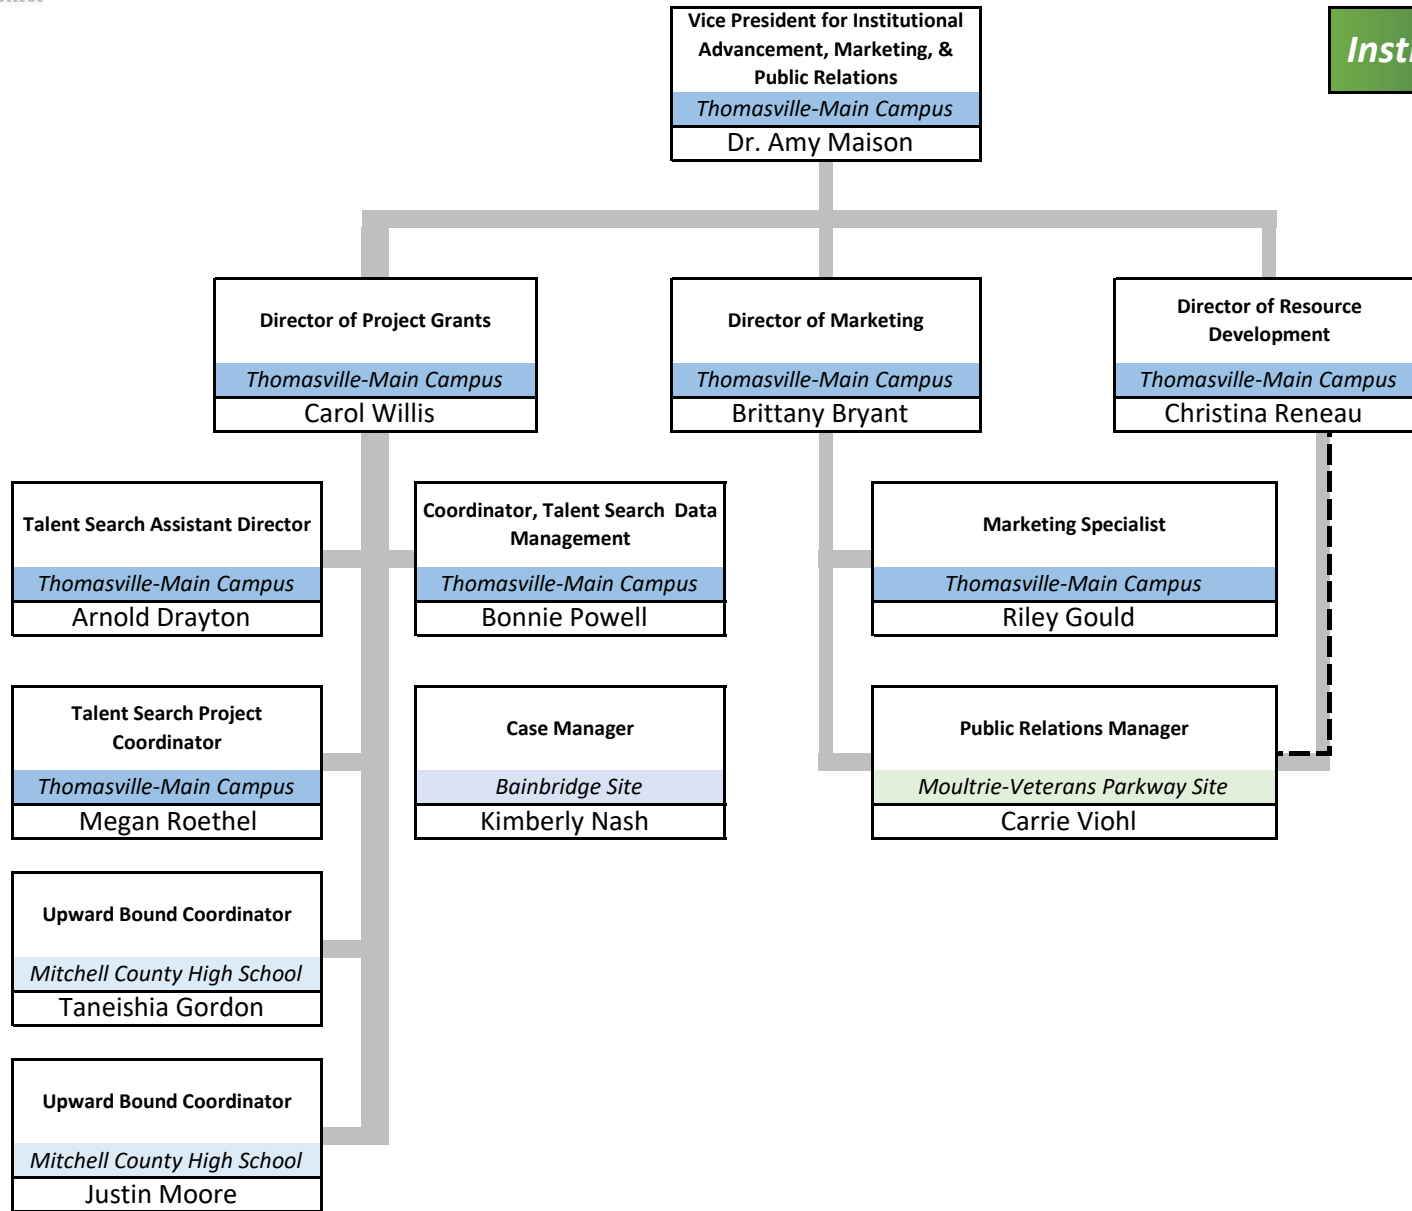 Vice President for Institutional
Advancement, Marketing, &
Public Relations
Thomasville-Main Campus
Dr. Amy Maison
Director of Project Grants
Thomasville-Main Campus
Carol Willis
Director of Marketing
Thomasville-Main Campus
Brittany Bryant
Director of Resource
Development
Thomasville-Main Campus
Christina Reneau
Talent Search Assistant Director
Thomasville-Main Campus
Arnold Drayton
Coordinator, Talent Search  Data
Management
Thomasville-Main Campus
Bonnie Powell
Marketing Specialist
Thomasville-Main Campus
Riley Gould
Talent Search Project
Coordinator
Thomasville-Main Campus
Megan Roethel
Case Manager
Bainbridge Site
Kimberly Nash
Public Relations Manager
Moultrie-Veterans Parkway Site
Carrie Viohl
Upward Bound Coordinator
Mitchell County High School
Taneishia Gordon
Upward Bound Coordinator
Mitchell County High School
Justin Moore